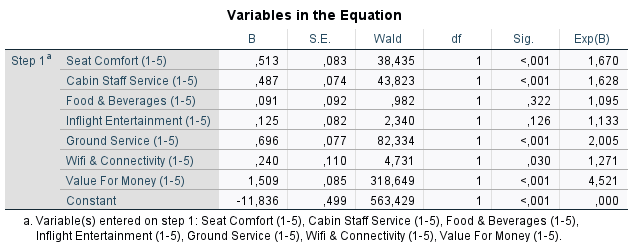 Variables in the Equation
B S.E. Wald df Sig. Exp(B)
Step 1a Seat Comfort (1-5) ,513 ,083 38,435 1 <,001 1,670
Cabin Staff Service (1-5) ,487 ,074 43,823 1 <,001 1,628
Food & Beverages (1-5) ,091 ,092 ,982 1 ,322 1,095
Inflight Entertainment (1-5) ,125 ,082 2,340 1 ,126 1,133
Ground Service (1-5) ,696 ,077 82,334 1 <,001 2,005
Wifi & Connectivity (1-5) ,240 ,110 4,731 1 ,030 1,271
Value For Money (1-5) 1,509 ,085 318,649 1 <,001 4,521
Constant -11,836 ,499 563,429 1 <,001 ,000
a. Variable(s) entered on step 1: Seat Comfort (1-5), Cabin Staff Service (1-5), Food & Beverages (1-5),
Inflight Entertainment (1-5), Ground Service (1-5), Wifi & Connectivity (1-5), Value For Money (1-5).